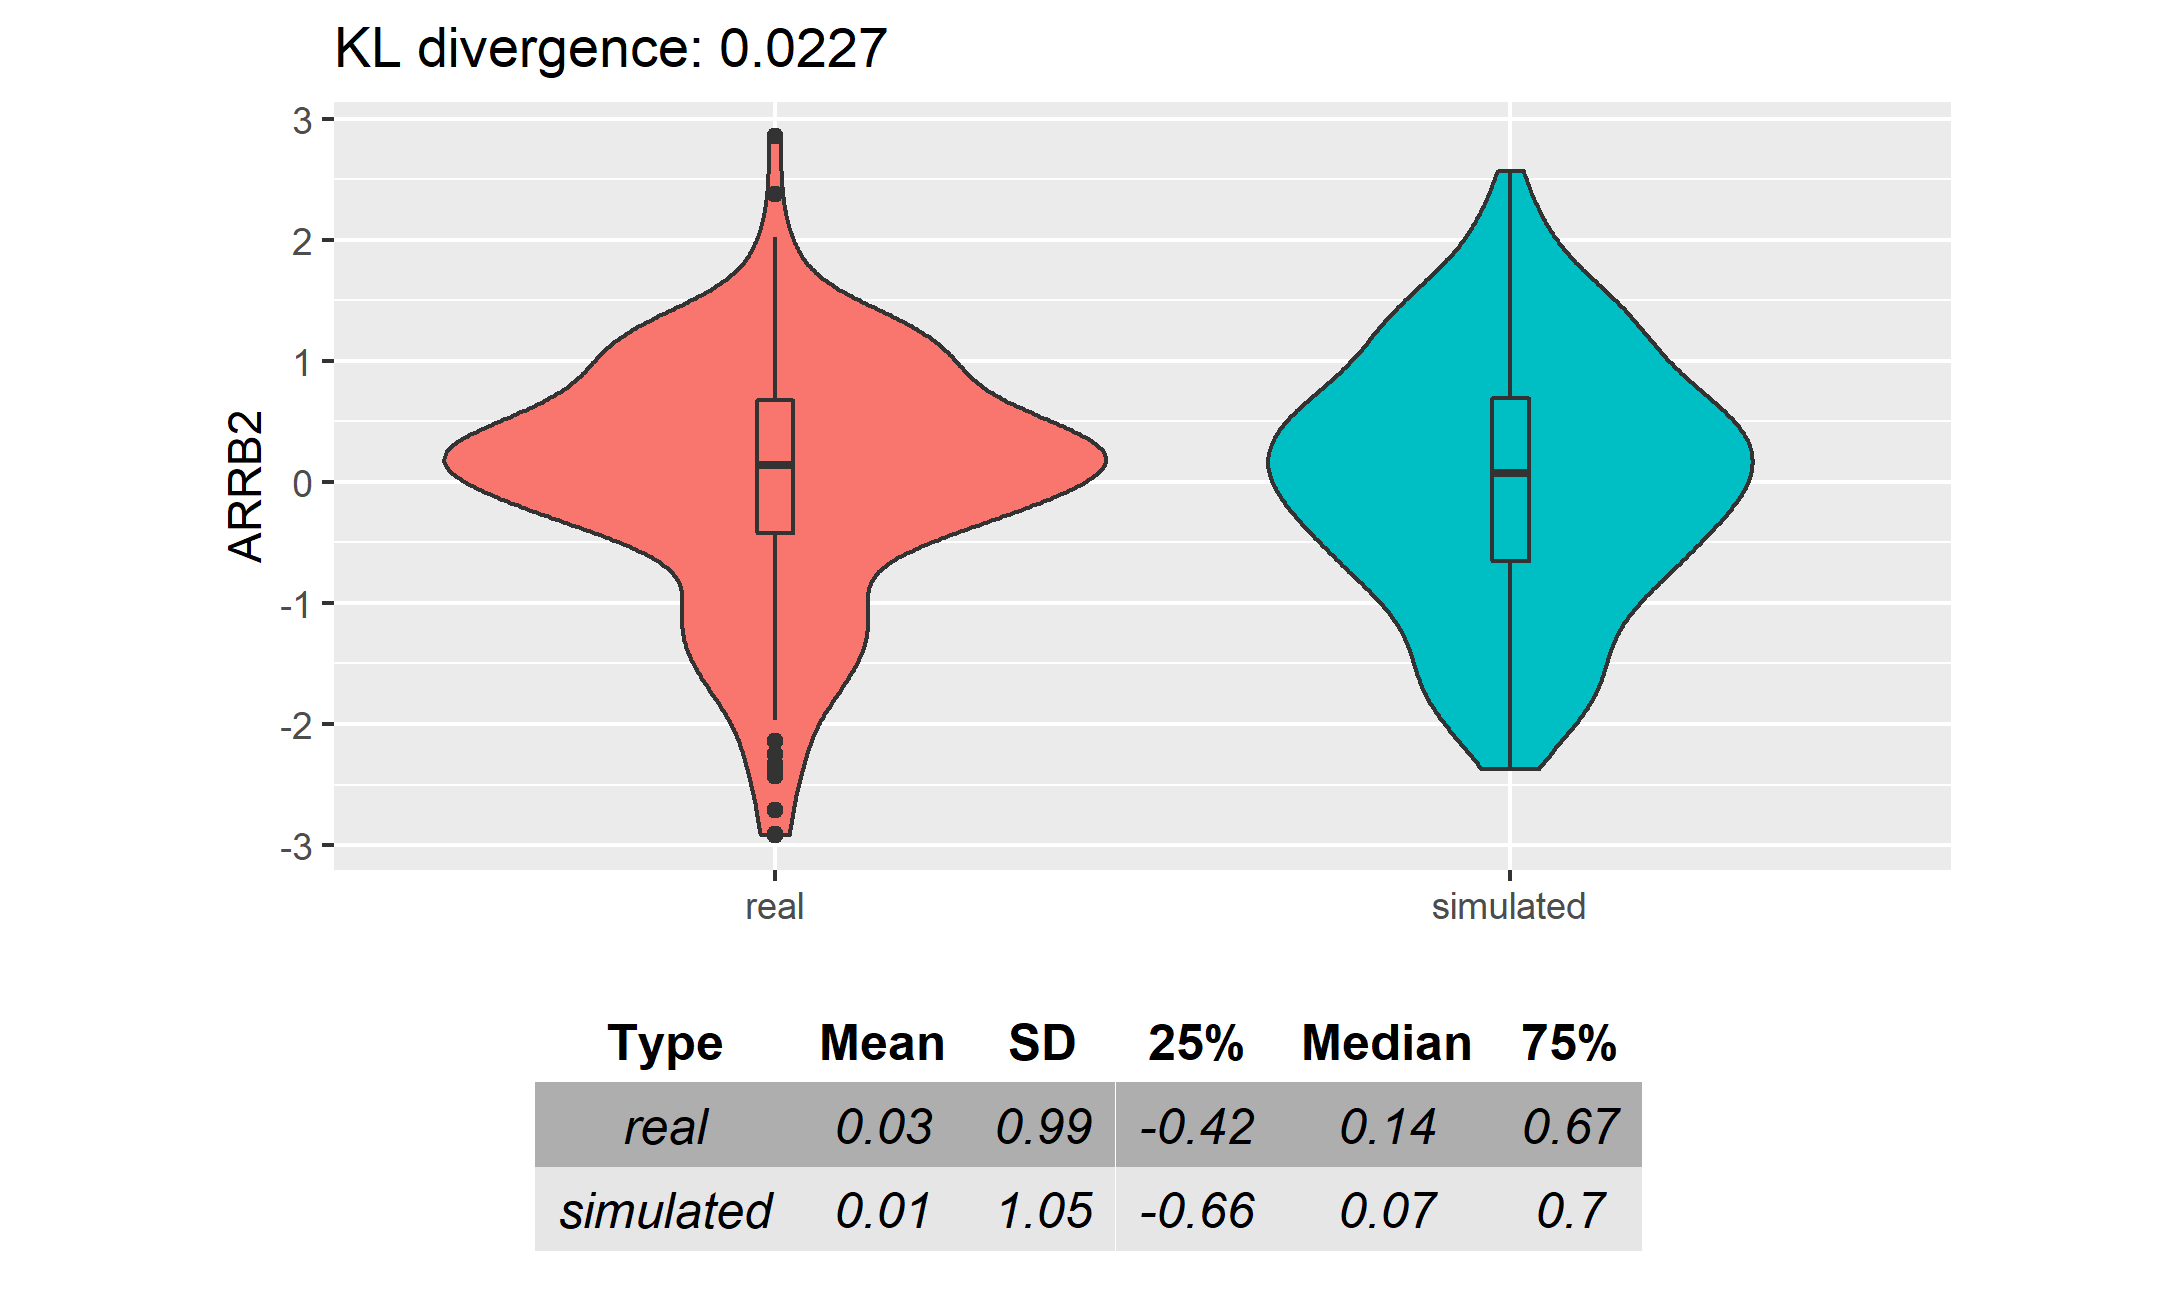 KL divergence: 0.0227
3
2
1
0
-1
-2
-3
ARRB2
real simulated
Type Mean SD 25% Median 75%
real 0.03 0.99 -0.42 0.14 0.67
simulated 0.01 1.05 -0.66 0.07 0.7